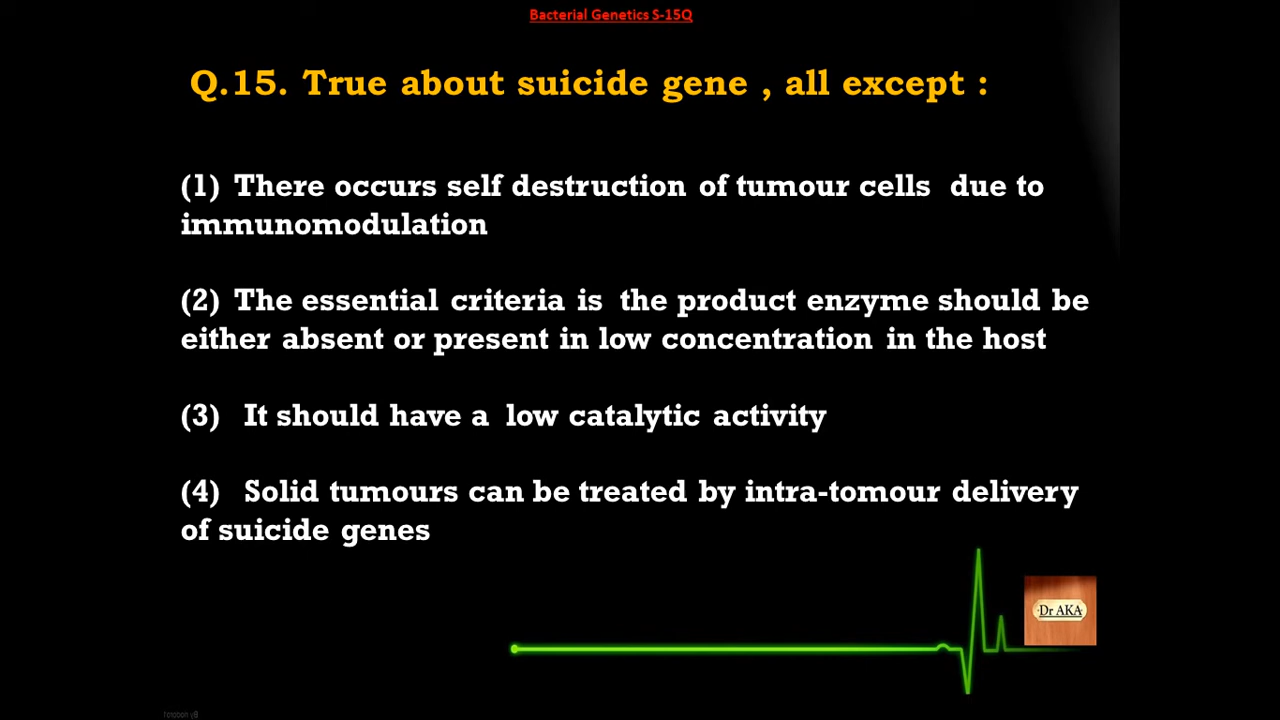 Bacterial Genetics S-15Q
Q.15. True about suicide gene , all except :
(1) There occurs self destruction of tumour cells due to
immunomodulation
(2) The essential criteria is the product enzyme should be
either absent or present in low concentration in the host
(3) It should have a low catalytic activity
(4) Solid tumours can be treated by intra-tomour delivery
of suicide genes
Dr AKA